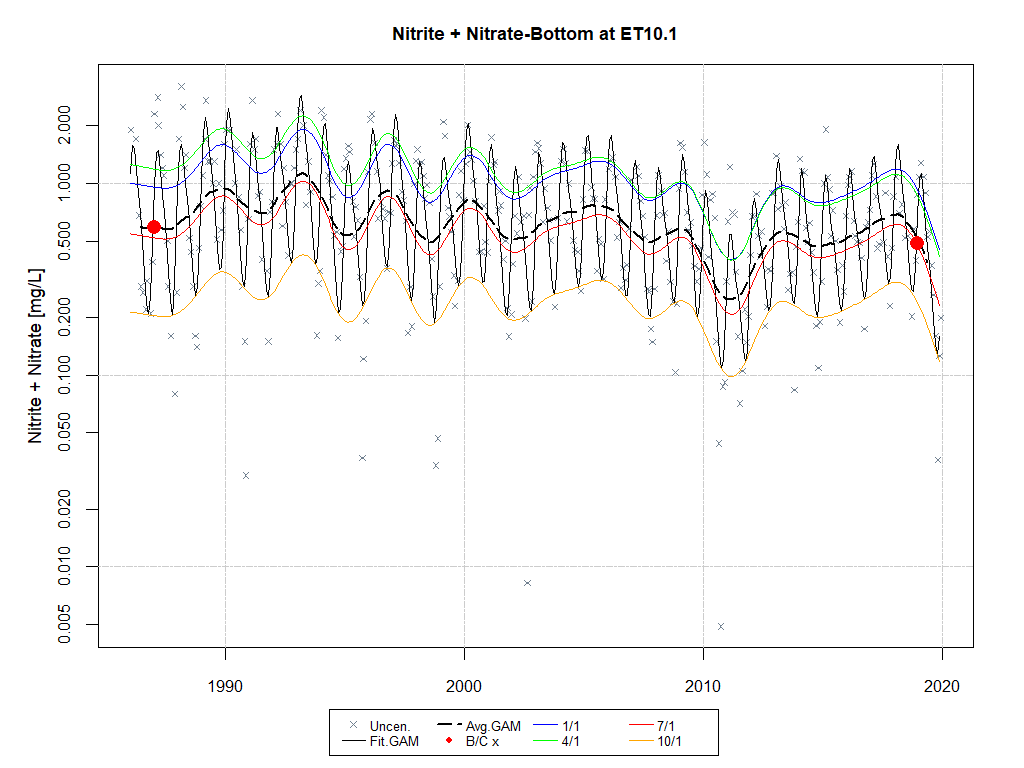 Nitrite + Nitrate-Bottom at ET10.1
Nitrite + Nitrate [mg/L]
2.000
1.000
0.500
0.200
0.100
0.050
0.020
0.010
0.005
1990 2000 2010 2020
Uncen. Avg.GAM 1/1 7/1
Fit.GAM B/C x 4/1 10/1